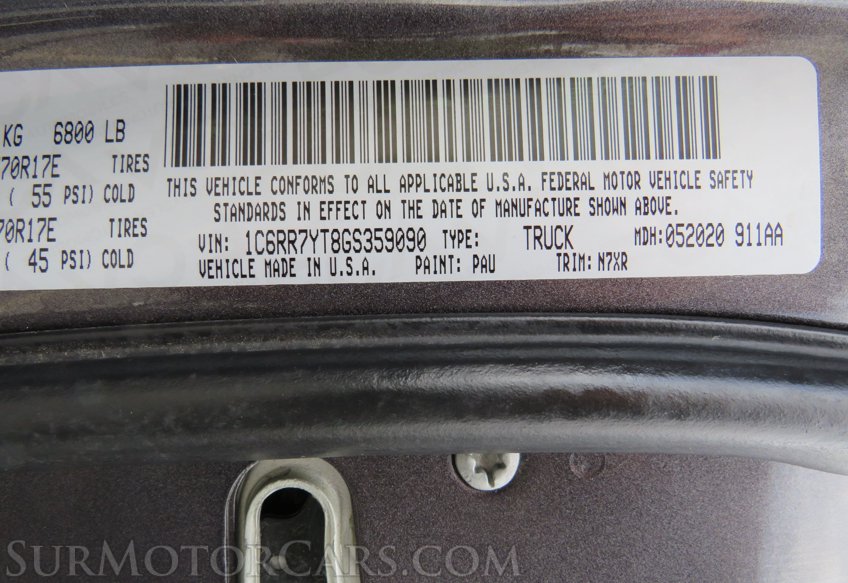 KG 6800 LB
70R17E TIRES
( 55 PSI) COLD
70R17E TIRES
( 45 PSI) COLD
THIS VEHICLE CONFORMS TO ALL APPLICABLE U.S.A. FEDERAL MOTOR VEHICLE SAFETY
STANDARDS IN EFFECT ON THE DATE OF MANUFACTURE SHOWN ABOVE.
VIN: 1C6RR7YT8GS359090 TYPE: TRUCK MDH:052020 911AA
VEHICLE MADE IN U.S.A. PAINT: PAU TRIM: N7XR
SURMOTORCARS.COM